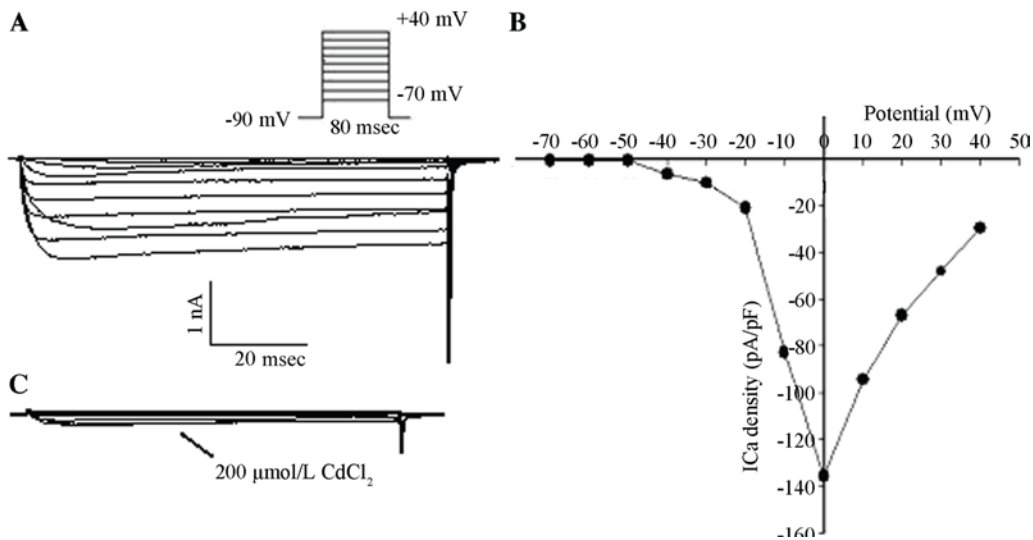 A
+40 mV
-70 mV
-90 mV
80 msec
1 nA
20 msec
C
200 μmol/L CdCl₂
B
Potential (mV)
-70 -60 -50 -40 -30 -20 -10 0 10 20 30 40 50
-20
-40
-60
-80
-100
-120
-140
-160
ICa density (pA/pF)